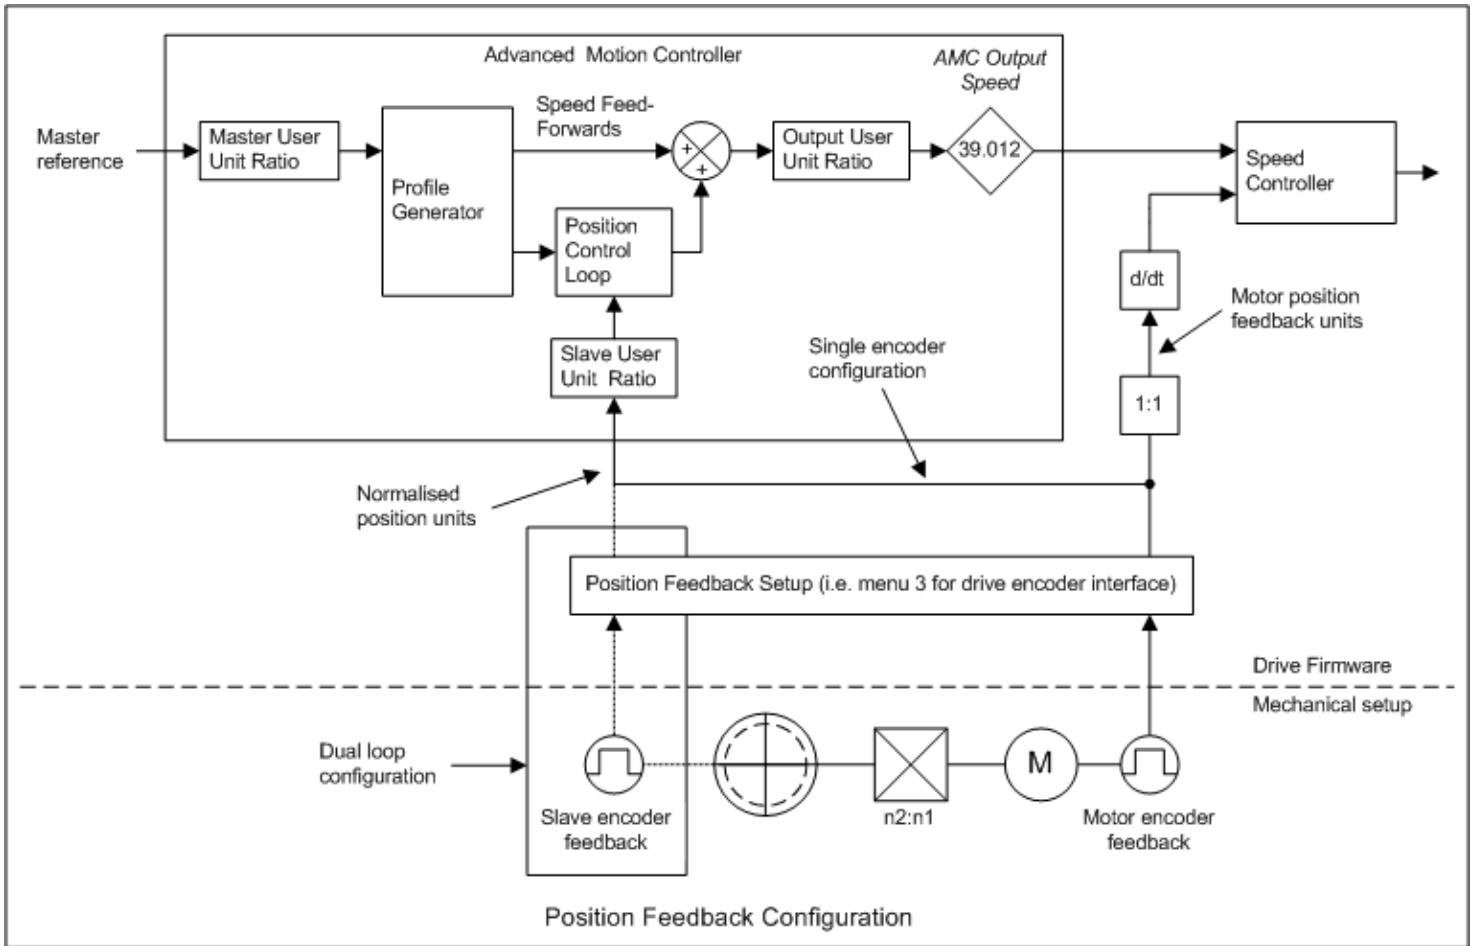 Advanced Motion Controller
AMC Output
Speed
Speed Feed-
Forwards
Master
reference
Master User
Unit Ratio
Profile
Generator
+
+
Output User
Unit Ratio
39.012
Speed
Controller
Position
Control
Loop
d/dt
Motor position
feedback units
Slave User
Unit Ratio
Single encoder
configuration
1:1
Normalised
position units
Position Feedback Setup (i.e. menu 3 for drive encoder interface)
Drive Firmware
Mechanical setup
Dual loop
configuration
M
Slave encoder
feedback
n2:n1
Motor encoder
feedback
Position Feedback Configuration